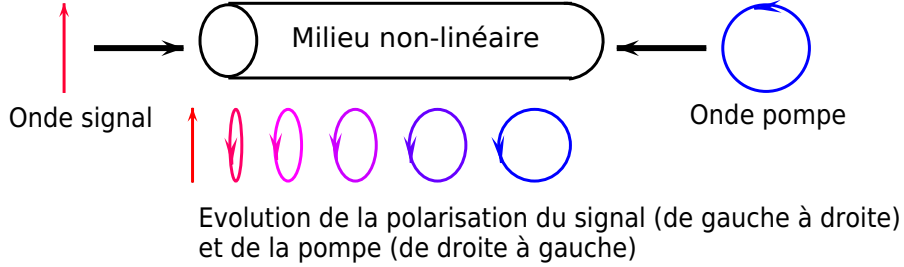 Milieu non-linéaire
Onde signal
Onde pompe
Evolution de la polarisation du signal (de gauche à droite)
et de la pompe (de droite à gauche)